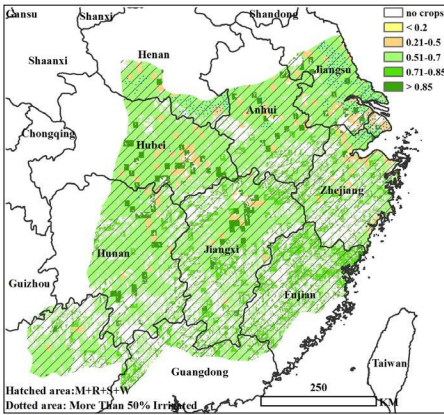 Gansu
Shanxi
Shandong
no crops
< 0.2
0.21-0.5
0.51-0.7
0.71-0.85
> 0.85
Henan
Shaanxi
Jiangsu
Anhui
Chongqing
Hubei
Zhejiang
Hunan
Jiangxi
Guizhou
Fujian
Taiwan
Guangdong
Hatched area:M+R+S+W
Dotted area: More Than 50% Irrigated
250
KM